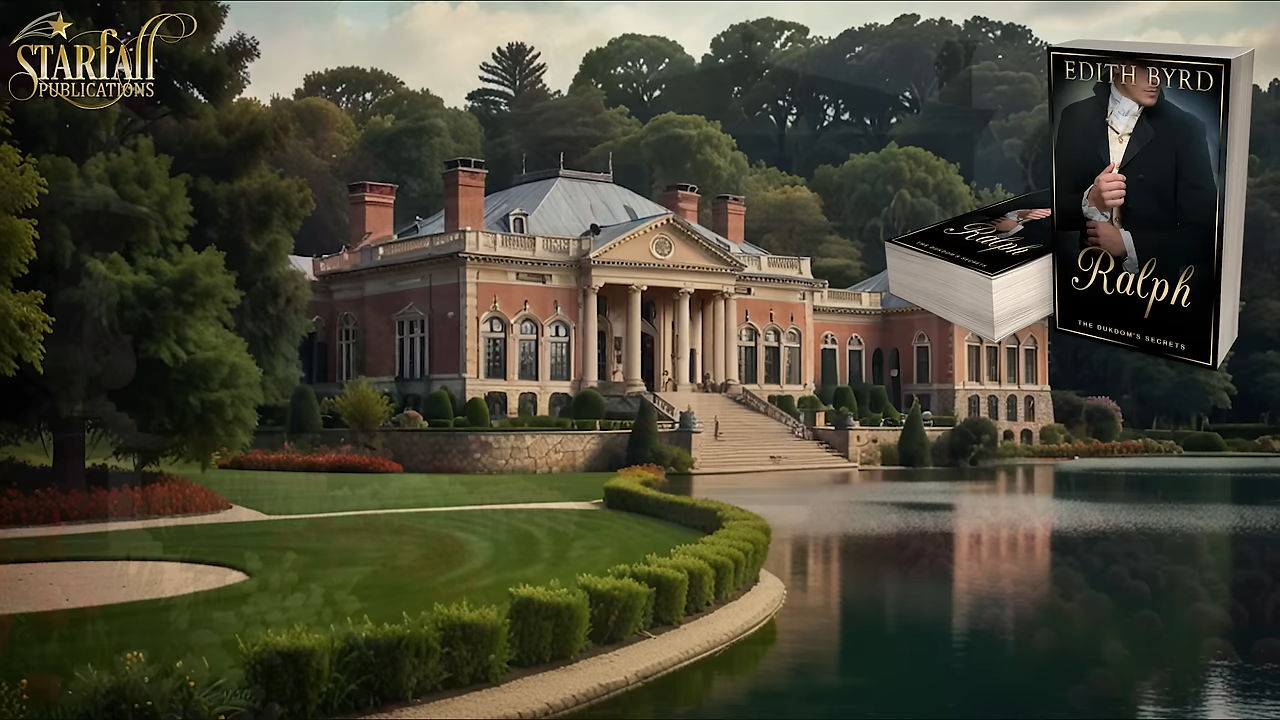 STARfall
PUBLICATIONS
EDITH BYRD
Ralph
THE DUKDOM'S SECRETS
Ralph
THE DUKDOM'S SECRETS